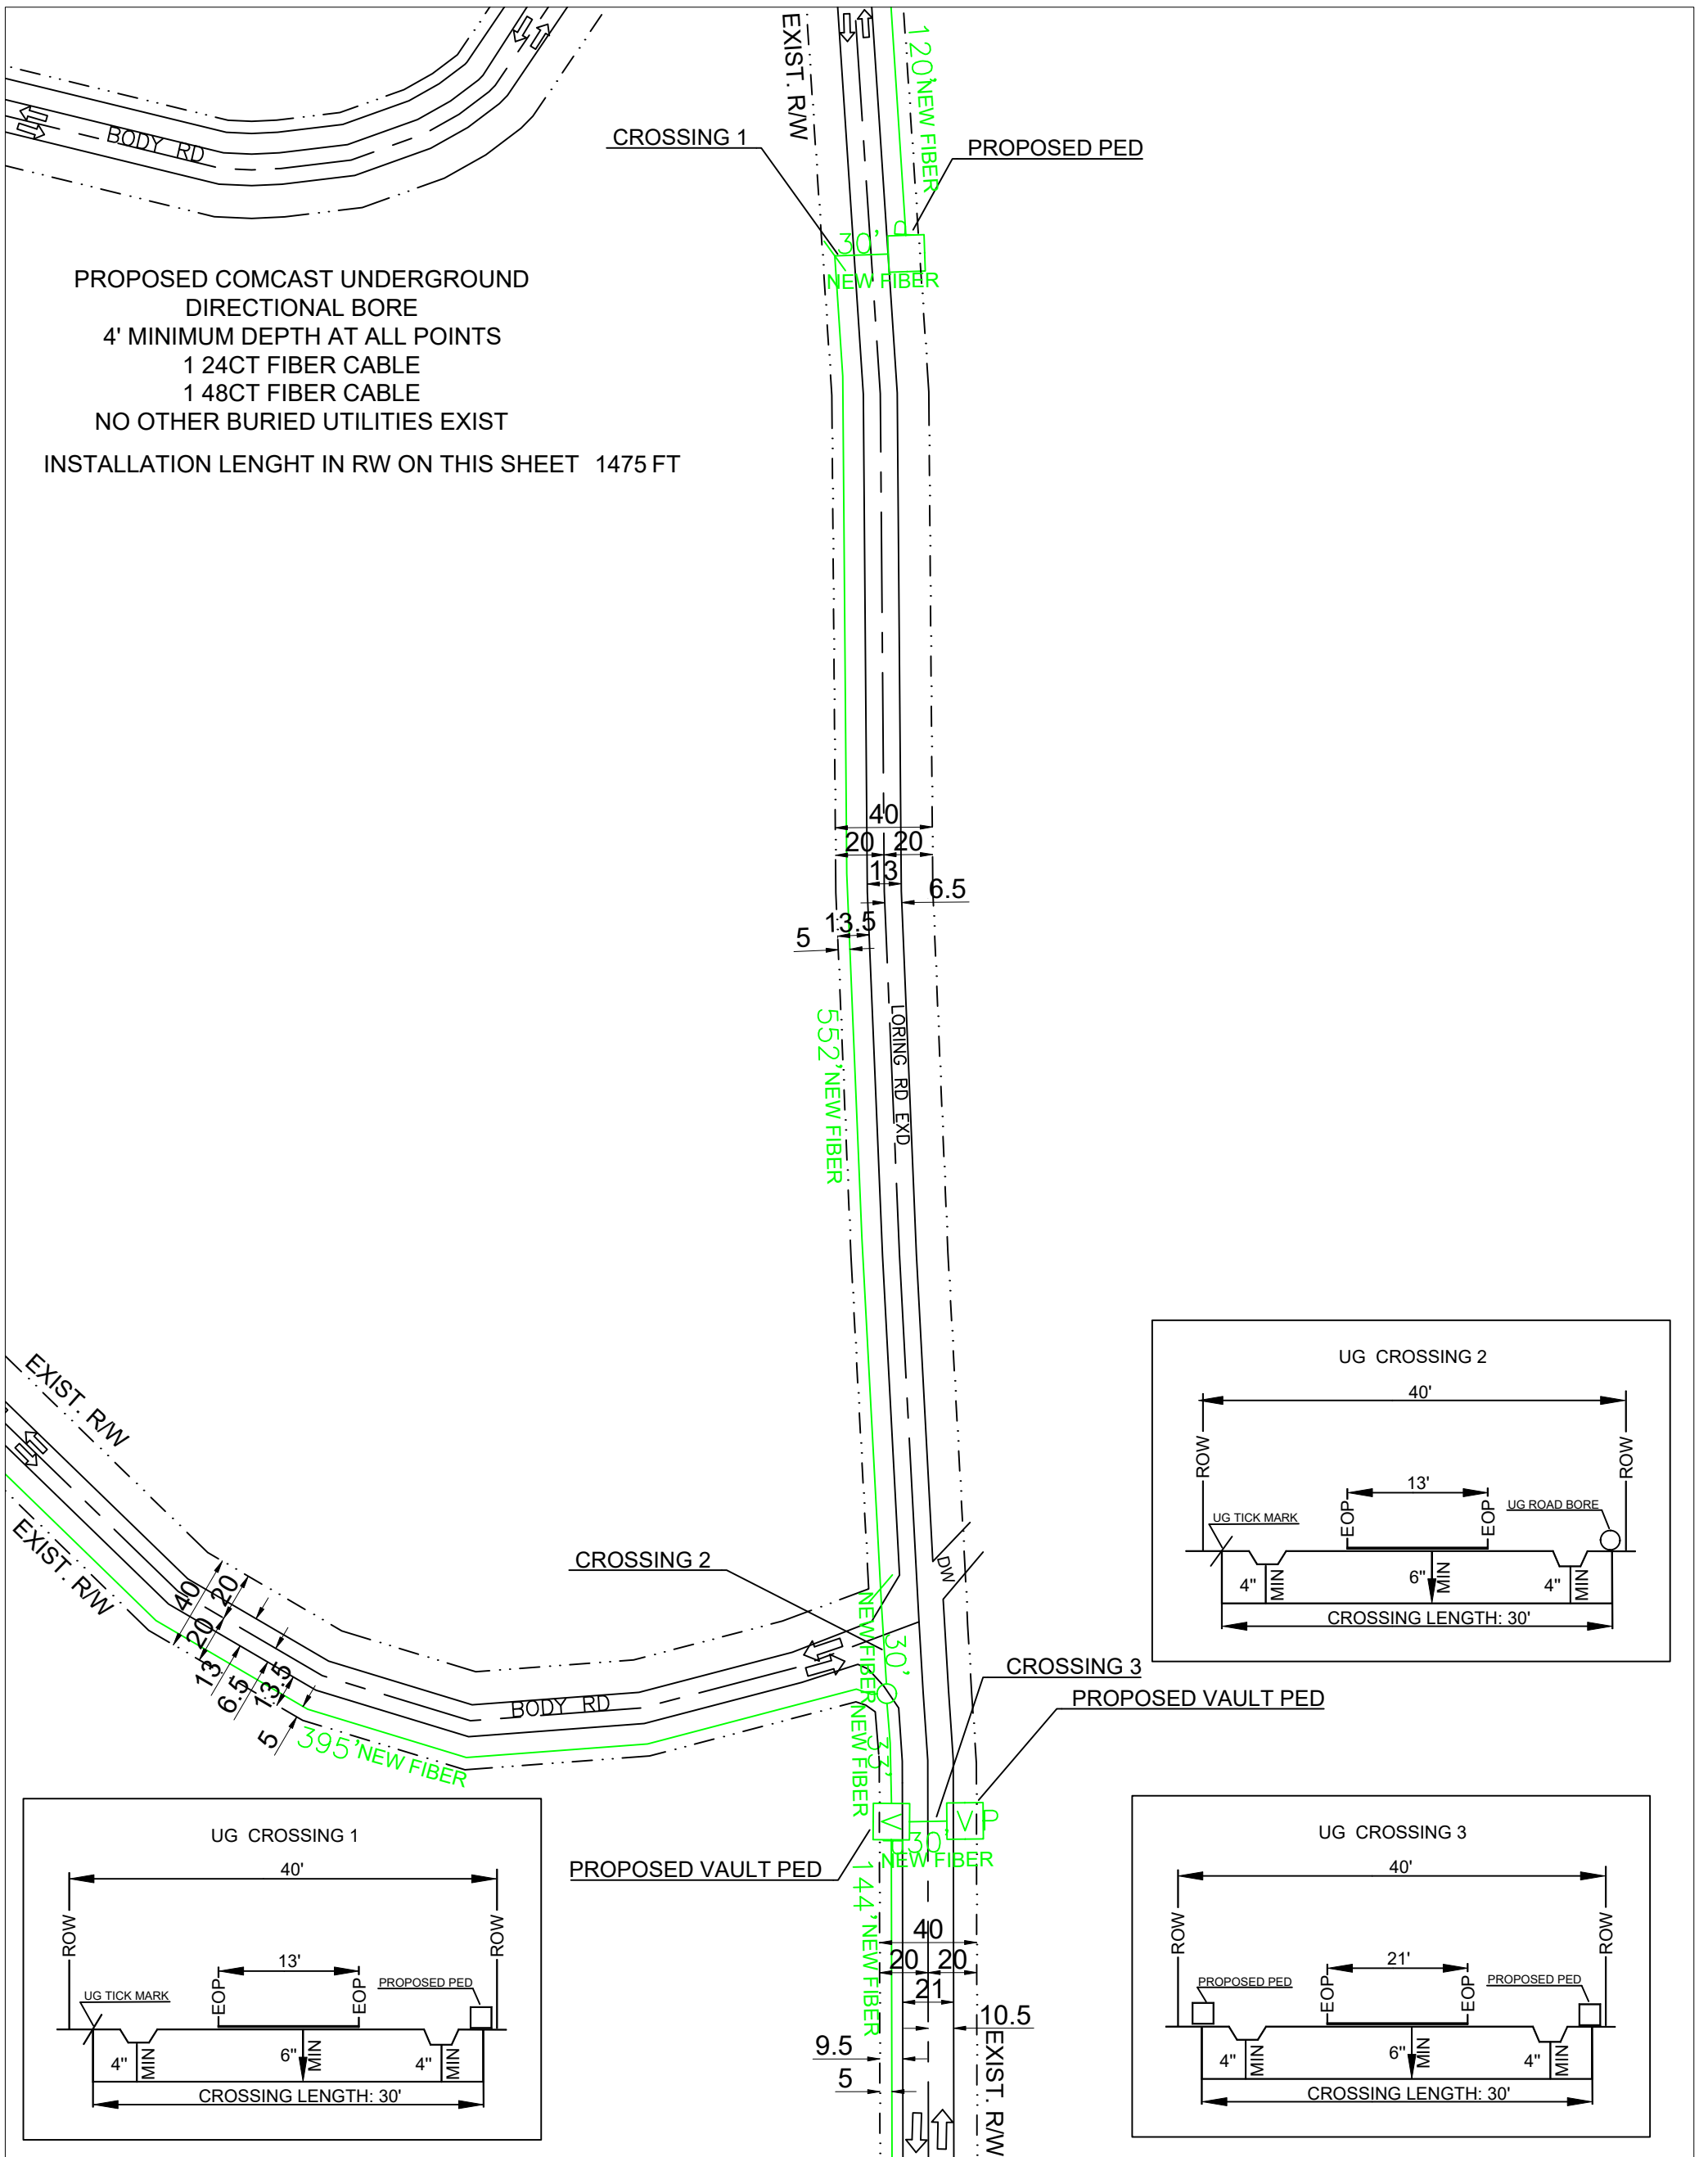 EXIST. R/W
120' NEW FIBER
BODY RD
CROSSING 1
PROPOSED PED
P
30'
NEW FIBER
PROPOSED COMCAST UNDERGROUND
DIRECTIONAL BORE
4' MINIMUM DEPTH AT ALL POINTS
1 24CT FIBER CABLE
1 48CT FIBER CABLE
NO OTHER BURIED UTILITIES EXIST
INSTALLATION LENGHT IN RW ON THIS SHEET 1475 FT
40
20 20
13
6.5
13.5
5
LORING RD EXD
552' NEW FIBER
EXIST. R/W
EXIST. R/W
40
20
20
13
6.5
13.5
5
395' NEW FIBER
BODY RD
CROSSING 2
DW
NEW FIBER
30'
CROSSING 3
PROPOSED VAULT PED
NEW FIBER
33'
V
V P
30'
NEW FIBER
PROPOSED VAULT PED
144' NEW FIBER
40
20 20
21
10.5
9.5
5
EXIST. R/W
UG CROSSING 2
40'
ROW
ROW
13'
EOP
EOP
UG TICK MARK
UG ROAD BORE
4" MIN
6" MIN
4" MIN
CROSSING LENGTH: 30'
UG CROSSING 1
40'
ROW
ROW
13'
EOP
EOP
UG TICK MARK
PROPOSED PED
4" MIN
6" MIN
4" MIN
CROSSING LENGTH: 30'
UG CROSSING 3
40'
ROW
ROW
21'
EOP
EOP
PROPOSED PED
PROPOSED PED
4" MIN
6" MIN
4" MIN
CROSSING LENGTH: 30'